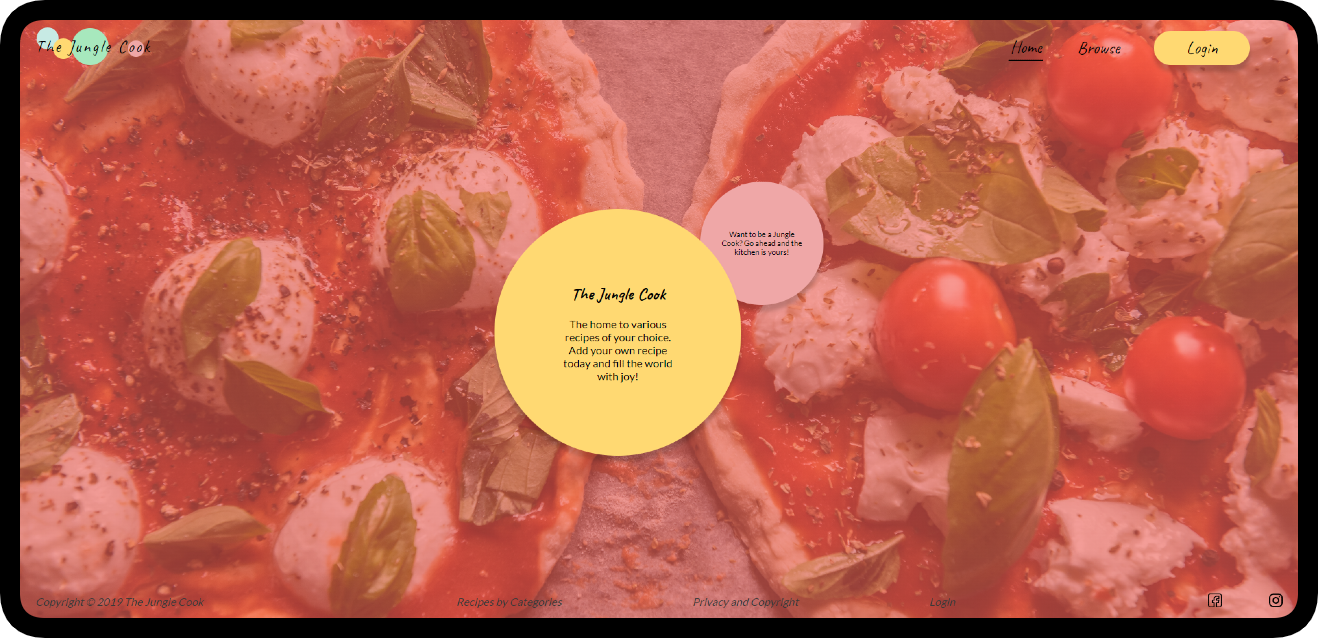 The Jungle Cook
Home
Browse
Login
Want to be a Jungle
Cook? Go ahead and the
kitchen is yours!
The Jungle Cook
The home to various
recipes of your choice.
Add your own recipe
today and fill the world
with joy!
Copyright © 2019 The Jungle Cook
Recipes by Categories
Privacy and Copyright
Login